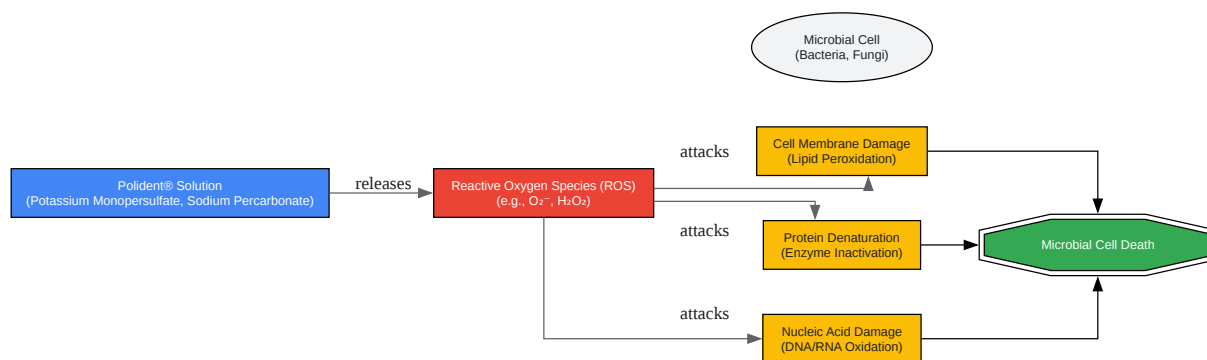 Microbial Cell
(Bacteria, Fungi)
Polident® Solution
(Potassium Monopersulfate, Sodium Percarbonate)
releases
Reactive Oxygen Species (ROS)
(e.g., O₂⁻, H₂O₂)
attacks
Cell Membrane Damage
(Lipid Peroxidation)
attacks
Protein Denaturation
(Enzyme Inactivation)
attacks
Nucleic Acid Damage
(DNA/RNA Oxidation)
Microbial Cell Death